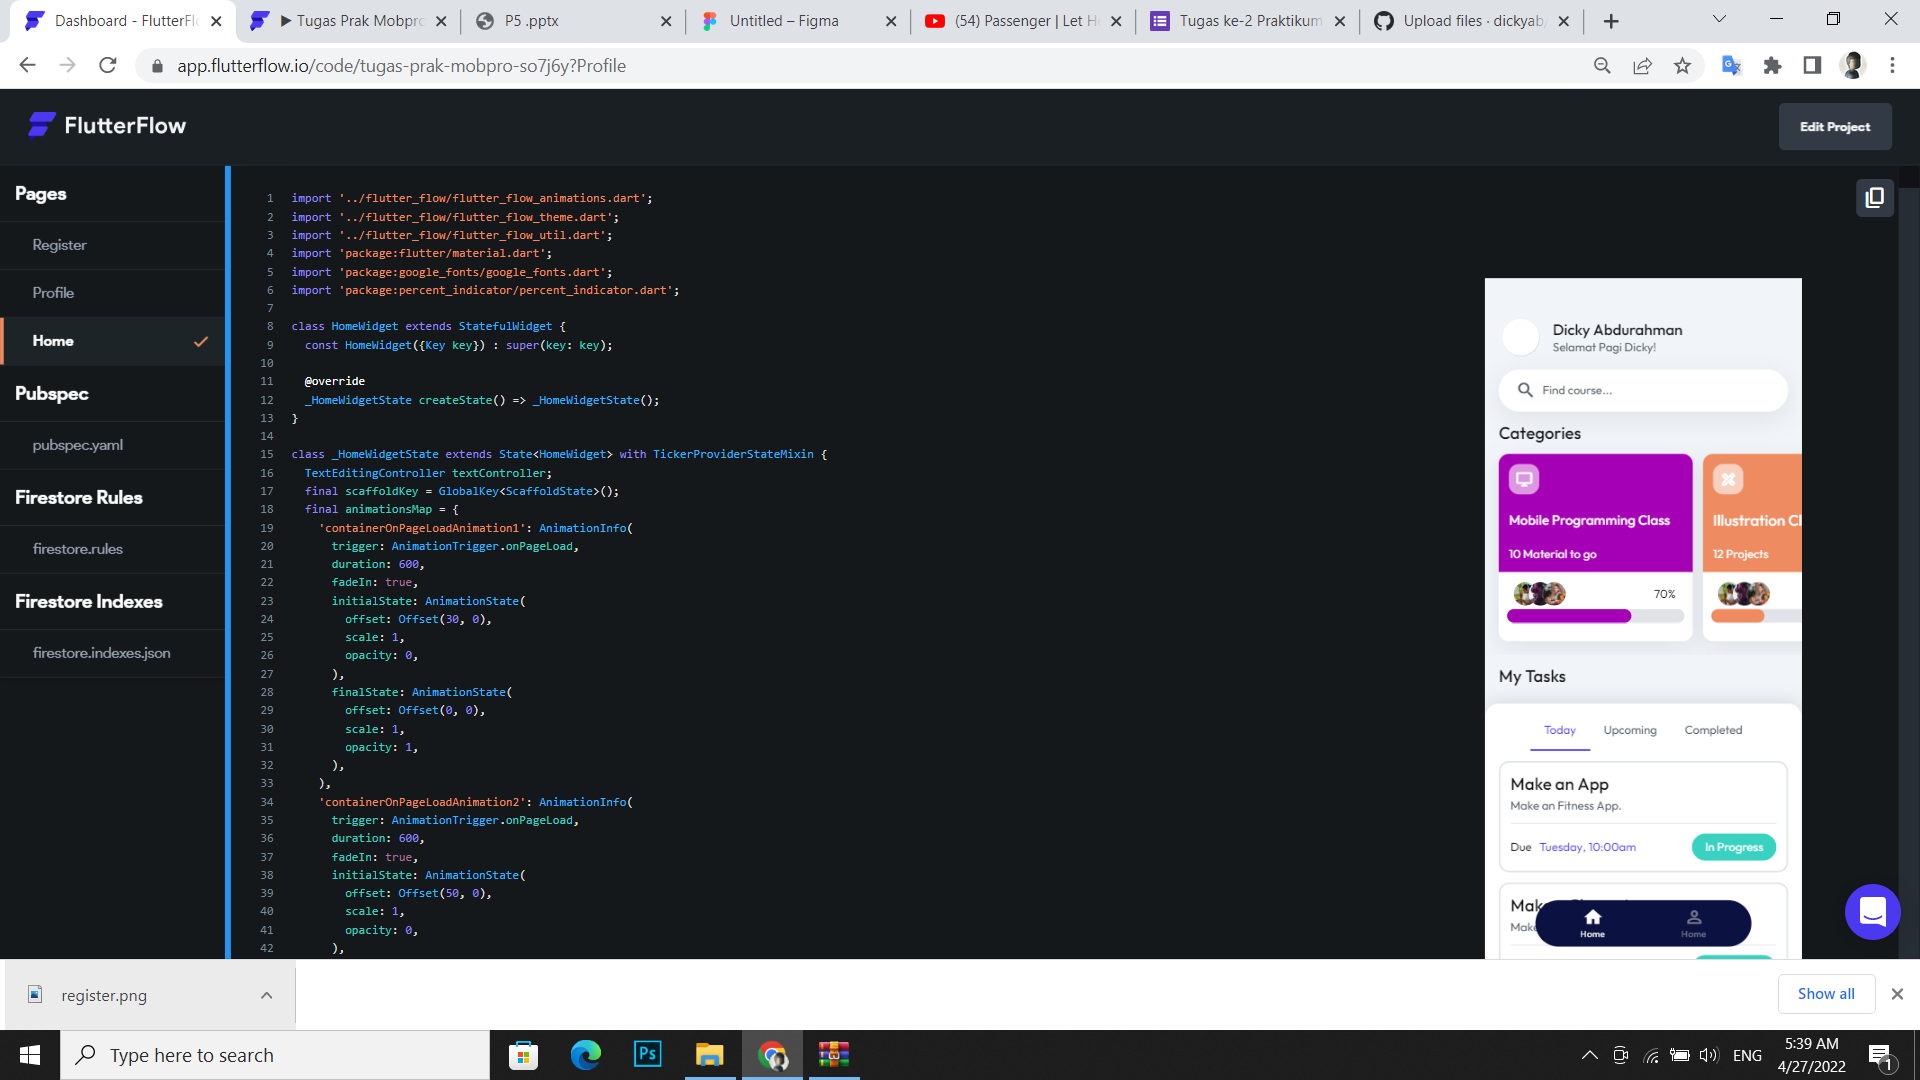 Dashboard - FlutterFl
▶ Tugas Prak Mobpro
P5 .pptx
Untitled – Figma
(54) Passenger | Let H
Tugas ke-2 Praktikum
Upload files · dickyab
app.flutterflow.io/code/tugas-prak-mobpro-so7j6y?Profile
FlutterFlow
Edit Project
Pages
Register
Profile
Home
Pubspec
pubspec.yaml
Firestore Rules
firestore.rules
Firestore Indexes
firestore.indexes.json
1 import '../flutter_flow/flutter_flow_animations.dart';
2 import '../flutter_flow/flutter_flow_theme.dart';
3 import '../flutter_flow/flutter_flow_util.dart';
4 import 'package:flutter/material.dart';
5 import 'package:google_fonts/google_fonts.dart';
6 import 'package:percent_indicator/percent_indicator.dart';
7
8 class HomeWidget extends StatefulWidget {
9 const HomeWidget({Key key}) : super(key: key);
10
11 @override
12 _HomeWidgetState createState() => _HomeWidgetState();
13 }
14
15 class _HomeWidgetState extends State<HomeWidget> with TickerProviderStateMixin {
16 TextEditingController textController;
17 final scaffoldKey = GlobalKey<ScaffoldState>();
18 final animationsMap = {
19 'containerOnPageLoadAnimation1': AnimationInfo(
20 trigger: AnimationTrigger.onPageLoad,
21 duration: 600,
22 fadeIn: true,
23 initialState: AnimationState(
24 offset: Offset(30, 0),
25 scale: 1,
26 opacity: 0,
27 ),
28 finalState: AnimationState(
29 offset: Offset(0, 0),
30 scale: 1,
31 opacity: 1,
32 ),
33 ),
34 'containerOnPageLoadAnimation2': AnimationInfo(
35 trigger: AnimationTrigger.onPageLoad,
36 duration: 600,
37 fadeIn: true,
38 initialState: AnimationState(
39 offset: Offset(50, 0),
40 scale: 1,
41 opacity: 0,
42 ),
Dicky Abdurahman
Selamat Pagi Dicky!
Find course...
Categories
Mobile Programming Class
10 Material to go
70%
Illustration Cl
12 Projects
My Tasks
Today Upcoming Completed
Make an App
Make an Fitness App.
Due Tuesday, 10:00am
In Progress
Mak
Make
Home
Home
register.png
Show all
Type here to search
Ps
ENG
5:39 AM
4/27/2022
1